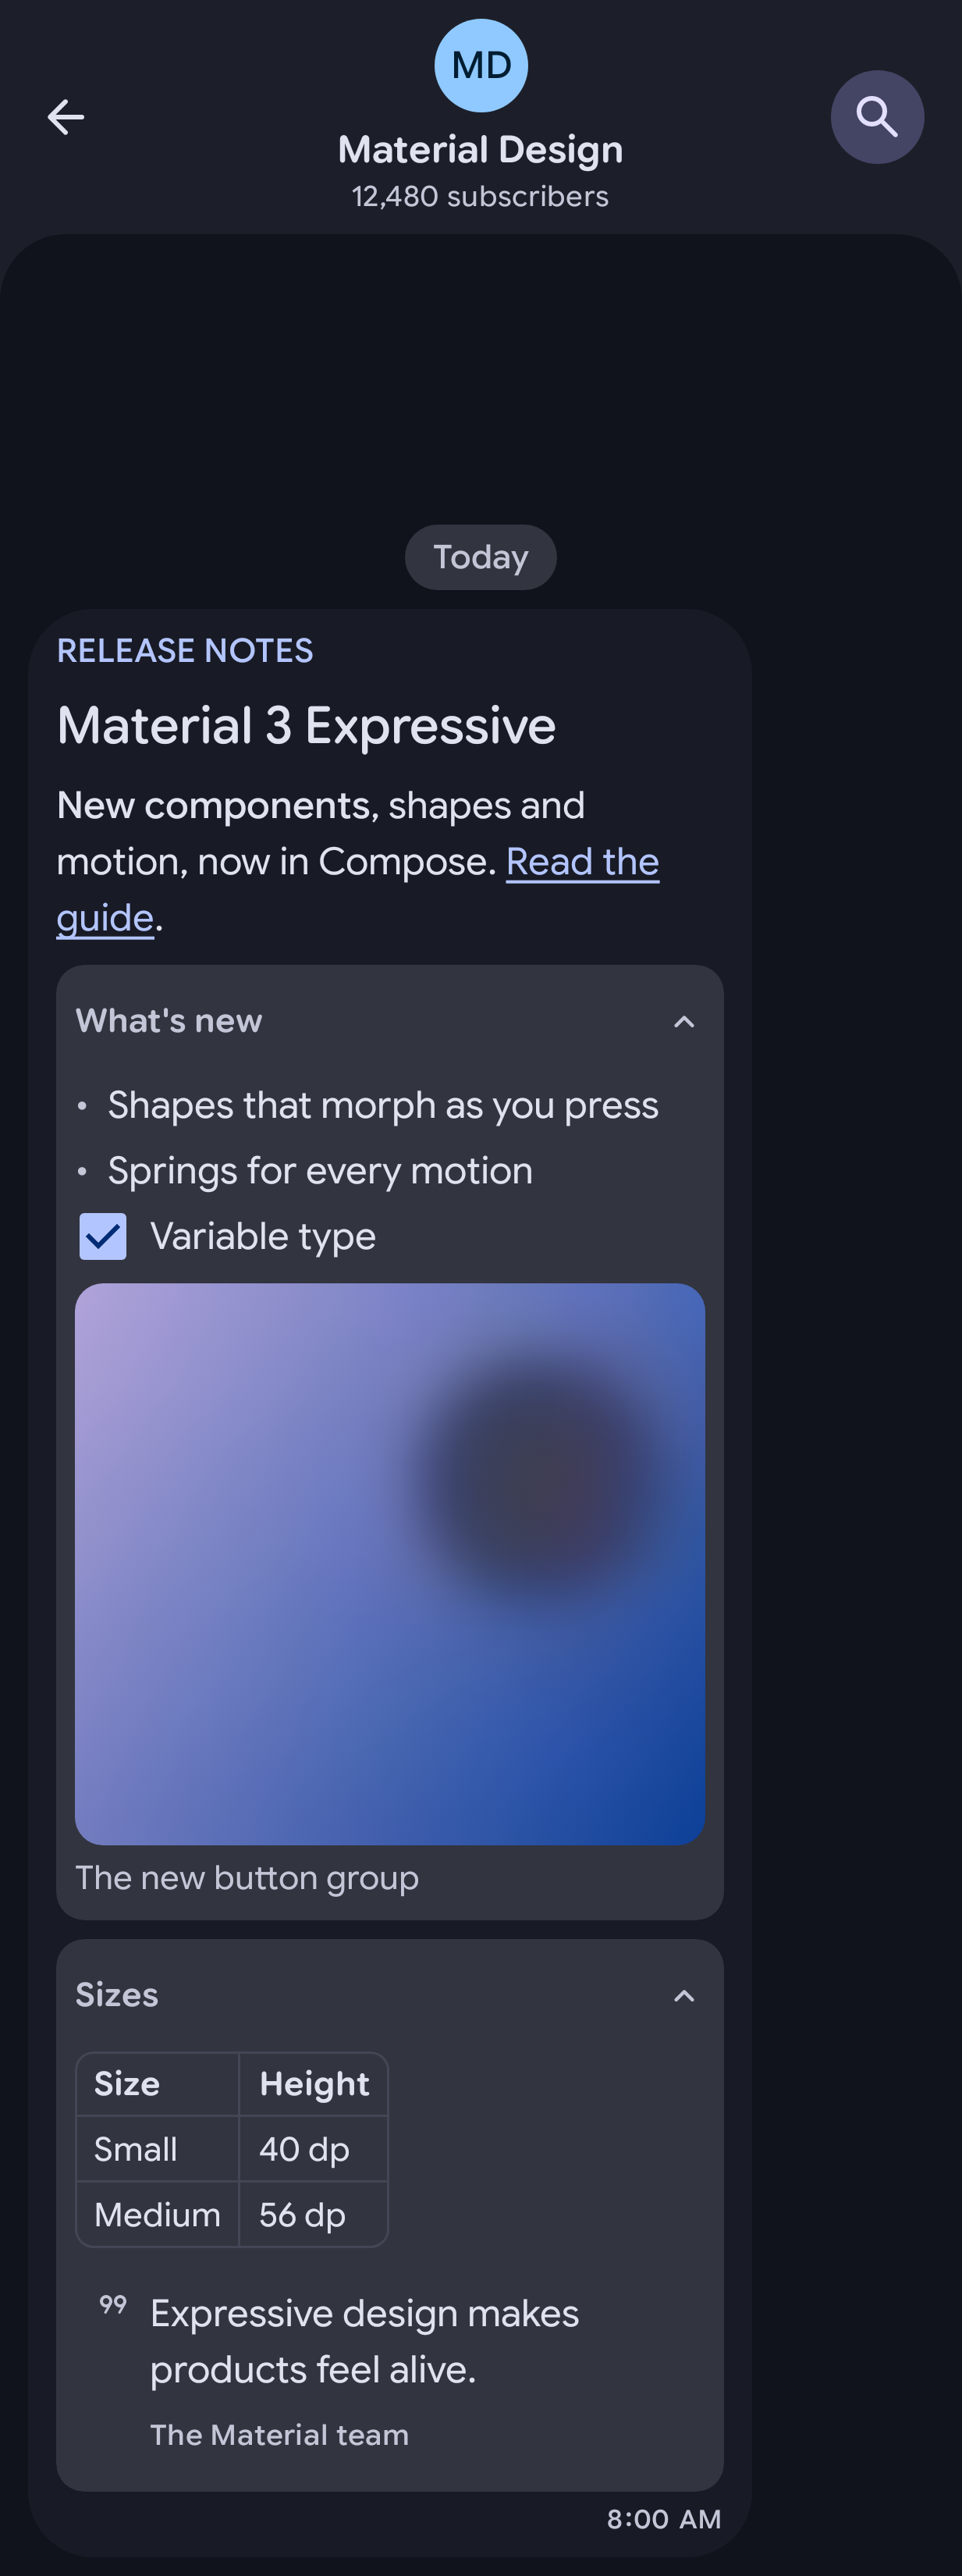 MD
Material Design
12,480 subscribers
Today
RELEASE NOTES
Material 3 Expressive
New components, shapes and
motion, now in Compose. Read the
guide.
What's new
• Shapes that morph as you press
• Springs for every motion
Variable type
The new button group
Sizes
Size Height
Small 40 dp
Medium 56 dp
” Expressive design makes
products feel alive.
The Material team
8:00 AM